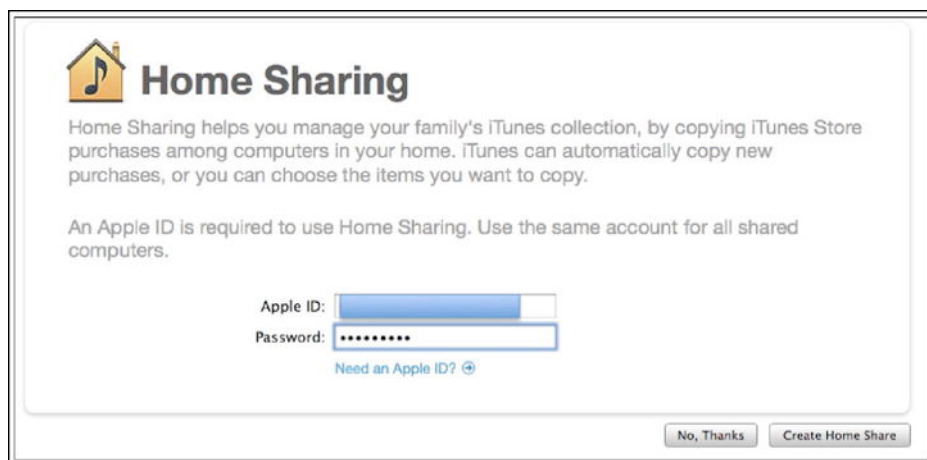 Home Sharing
Home Sharing helps you manage your family's iTunes collection, by copying iTunes Store
purchases among computers in your home. iTunes can automatically copy new
purchases, or you can choose the items you want to copy.
An Apple ID is required to use Home Sharing. Use the same account for all shared
computers.
Apple ID:
Password: •••••••••
Need an Apple ID?
No, Thanks Create Home Share